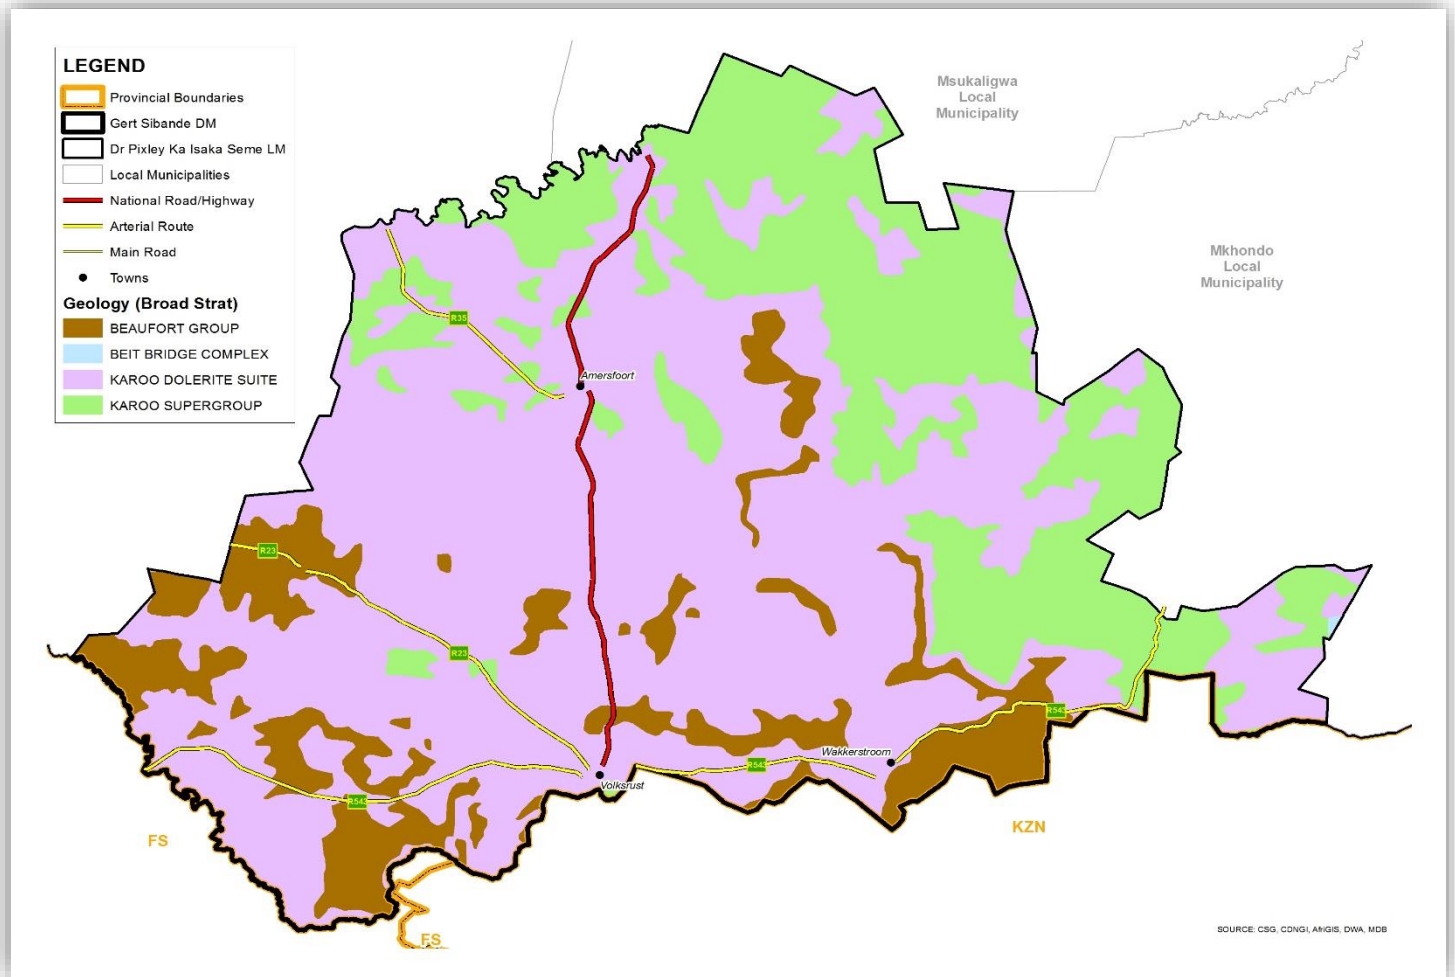 LEGEND
Provincial Boundaries
Gert Sibande DM
Dr Pixley Ka Isaka Seme LM
Local Municipalities
National Road/Highway
Arterial Route
Main Road
Towns
Geology (Broad Strat)
BEAUFORT GROUP
BEIT BRIDGE COMPLEX
KAROO DOLERITE SUITE
KAROO SUPERGROUP
Msukaligwa
Local
Municipality
Mkhondo
Local
Municipality
R35
Amersfoort
R23
R23
R543
Wakkerstroom
R543
Volksrust
R543
FS
KZN
FS
SOURCE: CSG, CDNGI, AfriGIS, DWA, MDB